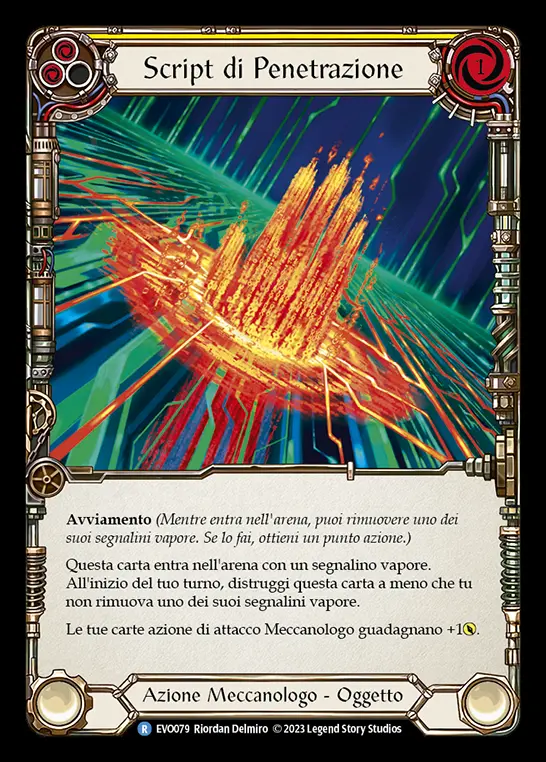 Script di Penetrazione
1
Avviamento (Mentre entra nell'arena, puoi rimuovere uno dei
suoi segnalini vapore. Se lo fai, ottieni un punto azione.)
Questa carta entra nell'arena con un segnalino vapore.
All'inizio del tuo turno, distruggi questa carta a meno che tu
non rimuova uno dei suoi segnalini vapore.
Le tue carte azione di attacco Meccanologo guadagnano +1.
Azione Meccanologo - Oggetto
R EVO079 Riordan Delmiro © 2023 Legend Story Studios